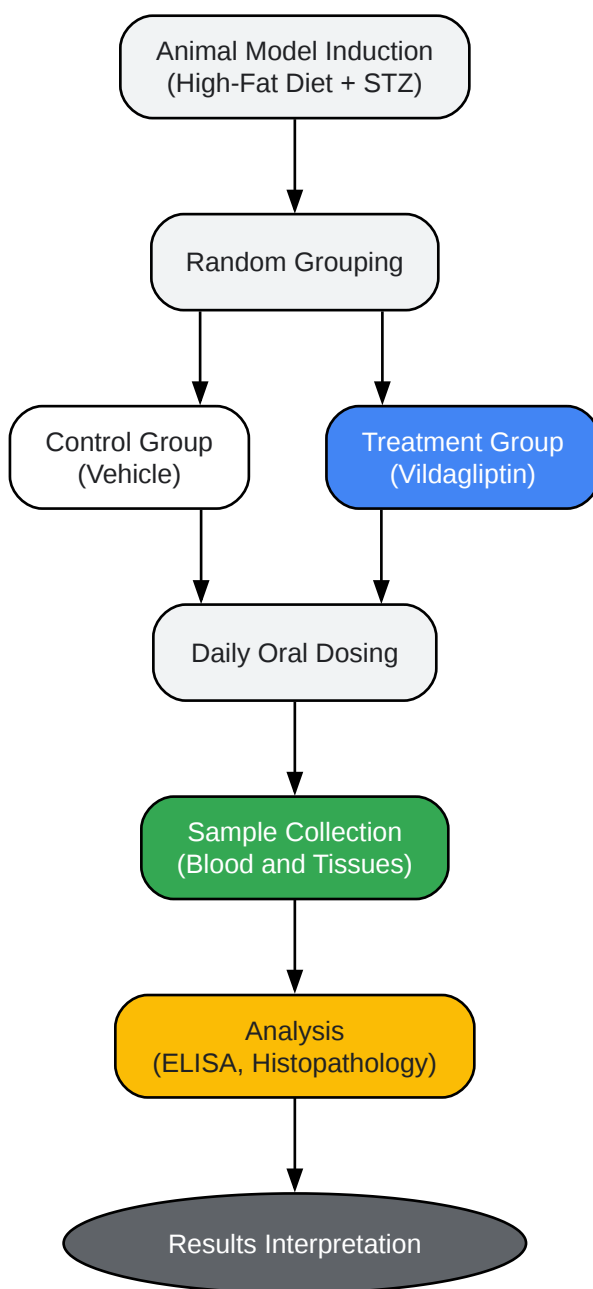 Animal Model Induction
(High-Fat Diet + STZ)
Random Grouping
Control Group
(Vehicle)
Treatment Group
(Vildagliptin)
Daily Oral Dosing
Sample Collection
(Blood and Tissues)
Analysis
(ELISA, Histopathology)
Results Interpretation